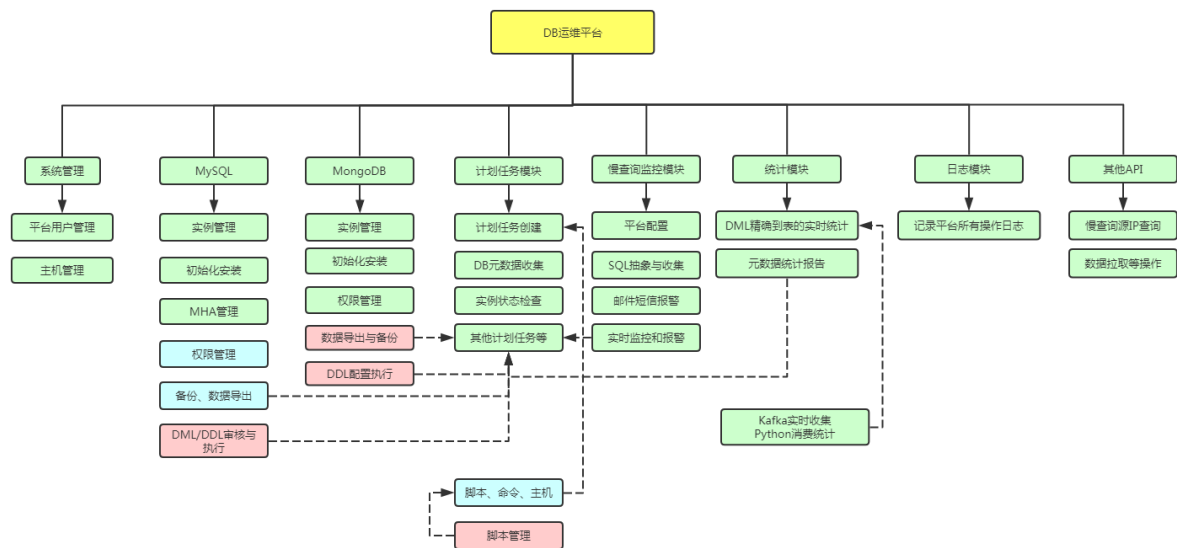 DB运维平台
系统管理
MySQL
MongoDB
计划任务模块
慢查询监控模块
统计模块
日志模块
其他API
平台用户管理
主机管理
实例管理
初始化安装
MHA管理
权限管理
备份、数据导出
DML/DDL审核与
执行
实例管理
初始化安装
权限管理
数据导出与备份
DDL配置执行
计划任务创建
DB元数据收集
实例状态检查
其他计划任务等
平台配置
SQL抽象与收集
邮件短信报警
实时监控和报警
DML精确到表的实时统计
元数据统计报告
Kafka实时收集
Python消费统计
记录平台所有操作日志
慢查询源IP查询
数据拉取等操作
脚本、命令、主机
脚本管理